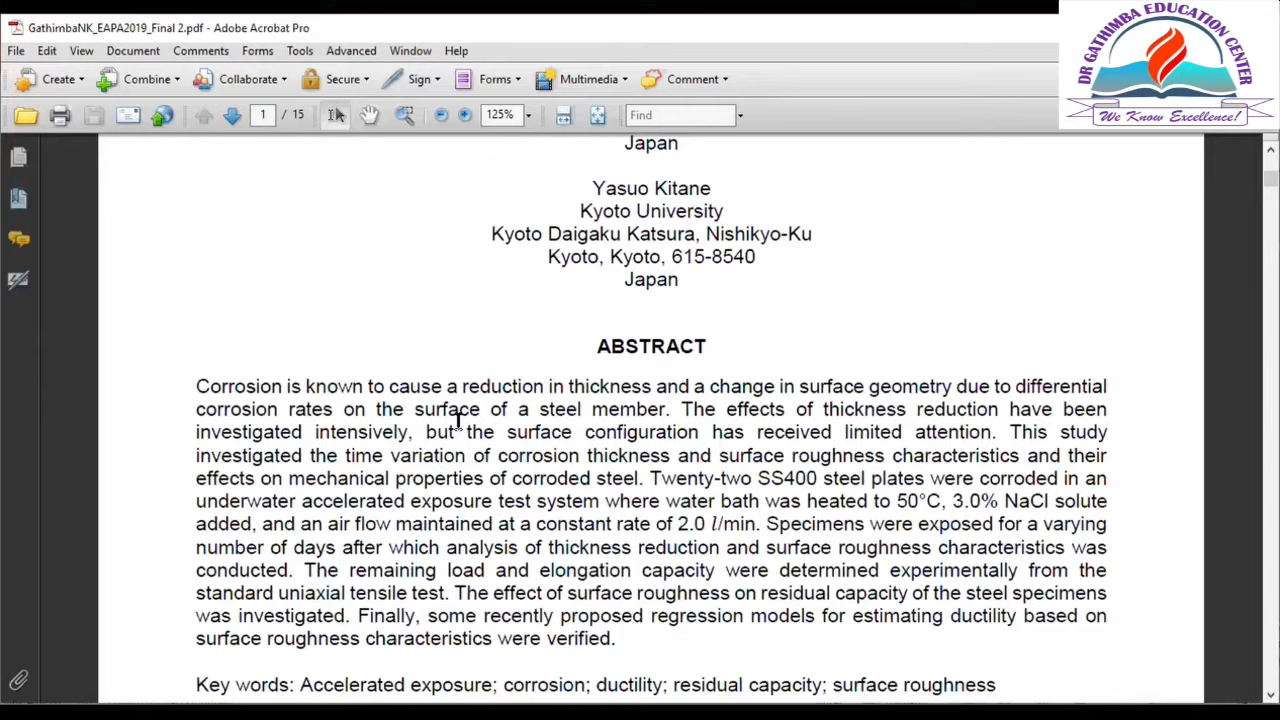 GathimbaNK_EAPA2019_Final 2.pdf - Adobe Acrobat Pro
File Edit View Document Comments Forms Tools Advanced Window Help
Create Combine Collaborate Secure Sign Forms Multimedia Comment
1 / 15 125% Find
DR GATHIMBA EDUCATION CENTER
We Know Excellence!
Japan
Yasuo Kitane
Kyoto University
Kyoto Daigaku Katsura, Nishikyo-Ku
Kyoto, Kyoto, 615-8540
Japan
ABSTRACT
Corrosion is known to cause a reduction in thickness and a change in surface geometry due to differential
corrosion rates on the surface of a steel member. The effects of thickness reduction have been
investigated intensively, but the surface configuration has received limited attention. This study
investigated the time variation of corrosion thickness and surface roughness characteristics and their
effects on mechanical properties of corroded steel. Twenty-two SS400 steel plates were corroded in an
underwater accelerated exposure test system where water bath was heated to 50°C, 3.0% NaCl solute
added, and an air flow maintained at a constant rate of 2.0 l/min. Specimens were exposed for a varying
number of days after which analysis of thickness reduction and surface roughness characteristics was
conducted. The remaining load and elongation capacity were determined experimentally from the
standard uniaxial tensile test. The effect of surface roughness on residual capacity of the steel specimens
was investigated. Finally, some recently proposed regression models for estimating ductility based on
surface roughness characteristics were verified.
Key words: Accelerated exposure; corrosion; ductility; residual capacity; surface roughness